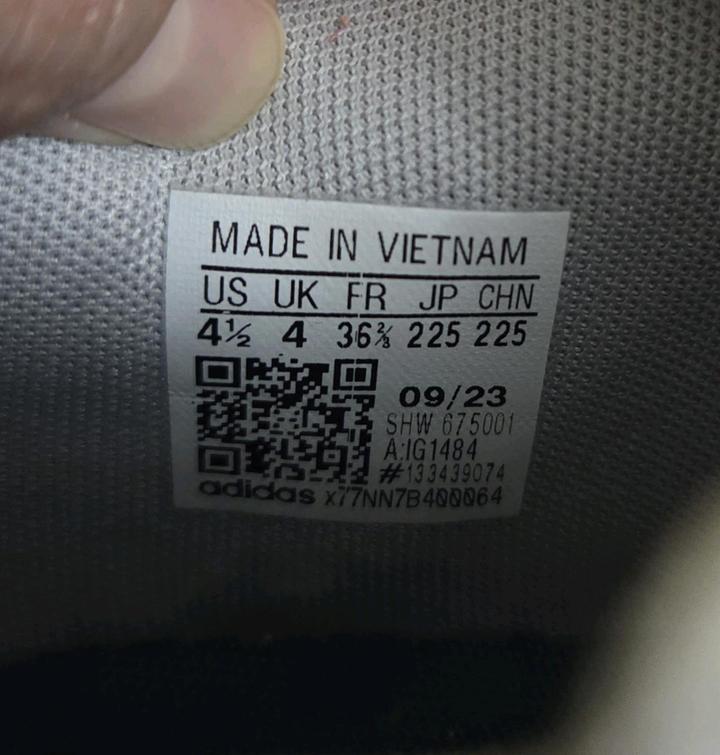 MADE IN VIETNAM
US UK FR JP CHN
4½ 4 36⅔ 225 225
09/23
SHW 675001
A:IG1484
#133439074
adidas x77NN7B400064